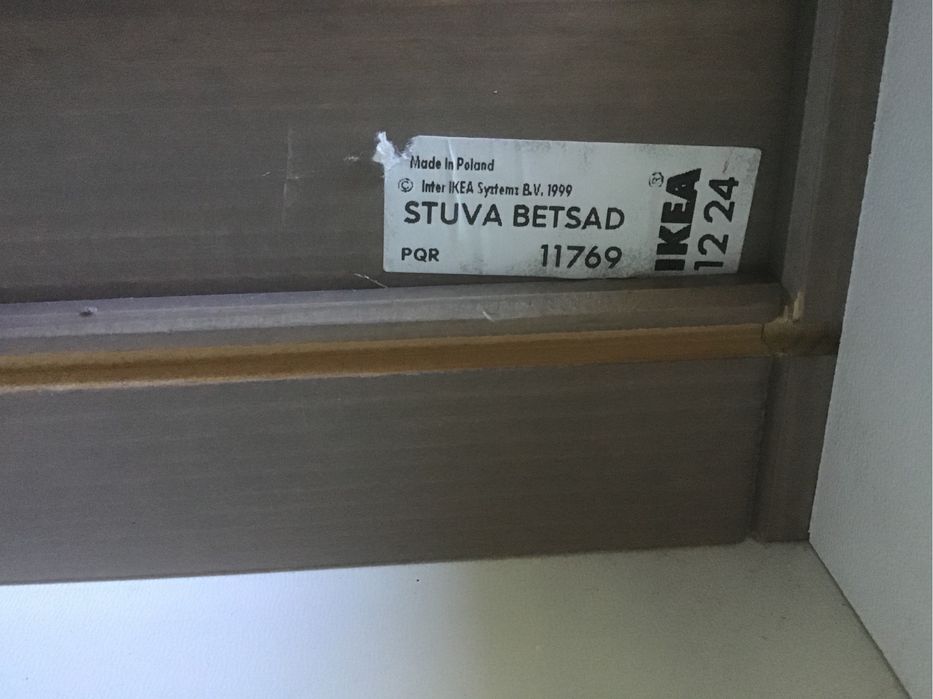 Made In Poland
© Inter IKEA Systems B.V. 1999
STUVA BETSAD
PQR 11769
IKEA ®
12 24